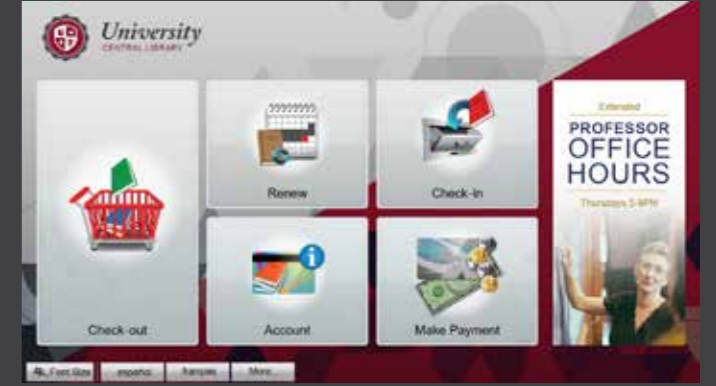 University
CENTRAL LIBRARY
Renew
Check-In
Check-out
Account
Make Payment
Extended
PROFESSOR
OFFICE
HOURS
Thursdays 5-8PM
Font Size
español
français
More...